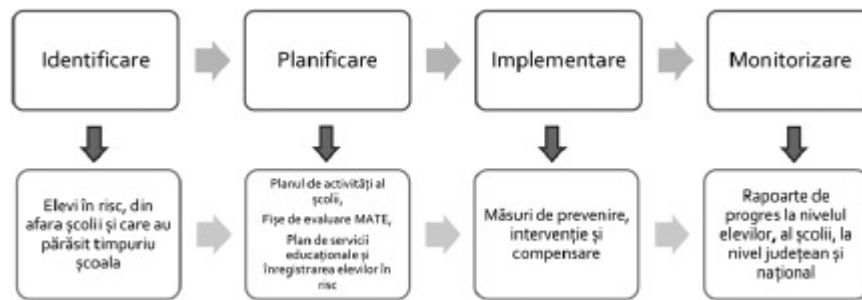 Identificare
Planificare
Implementare
Monitorizare
Elevi în risc, din
afara școlii și care au
părăsit timpuriu
școala
Planul de activități al
școlii,
Fișe de evaluare MATE,
Plan de servicii
educaționale și
înregistrarea elevilor în
risc
Măsuri de prevenire,
intervenție și
compensare
Rapoarte de
progres la nivelul
elevilor, al școlii, la
nivel județean și
național